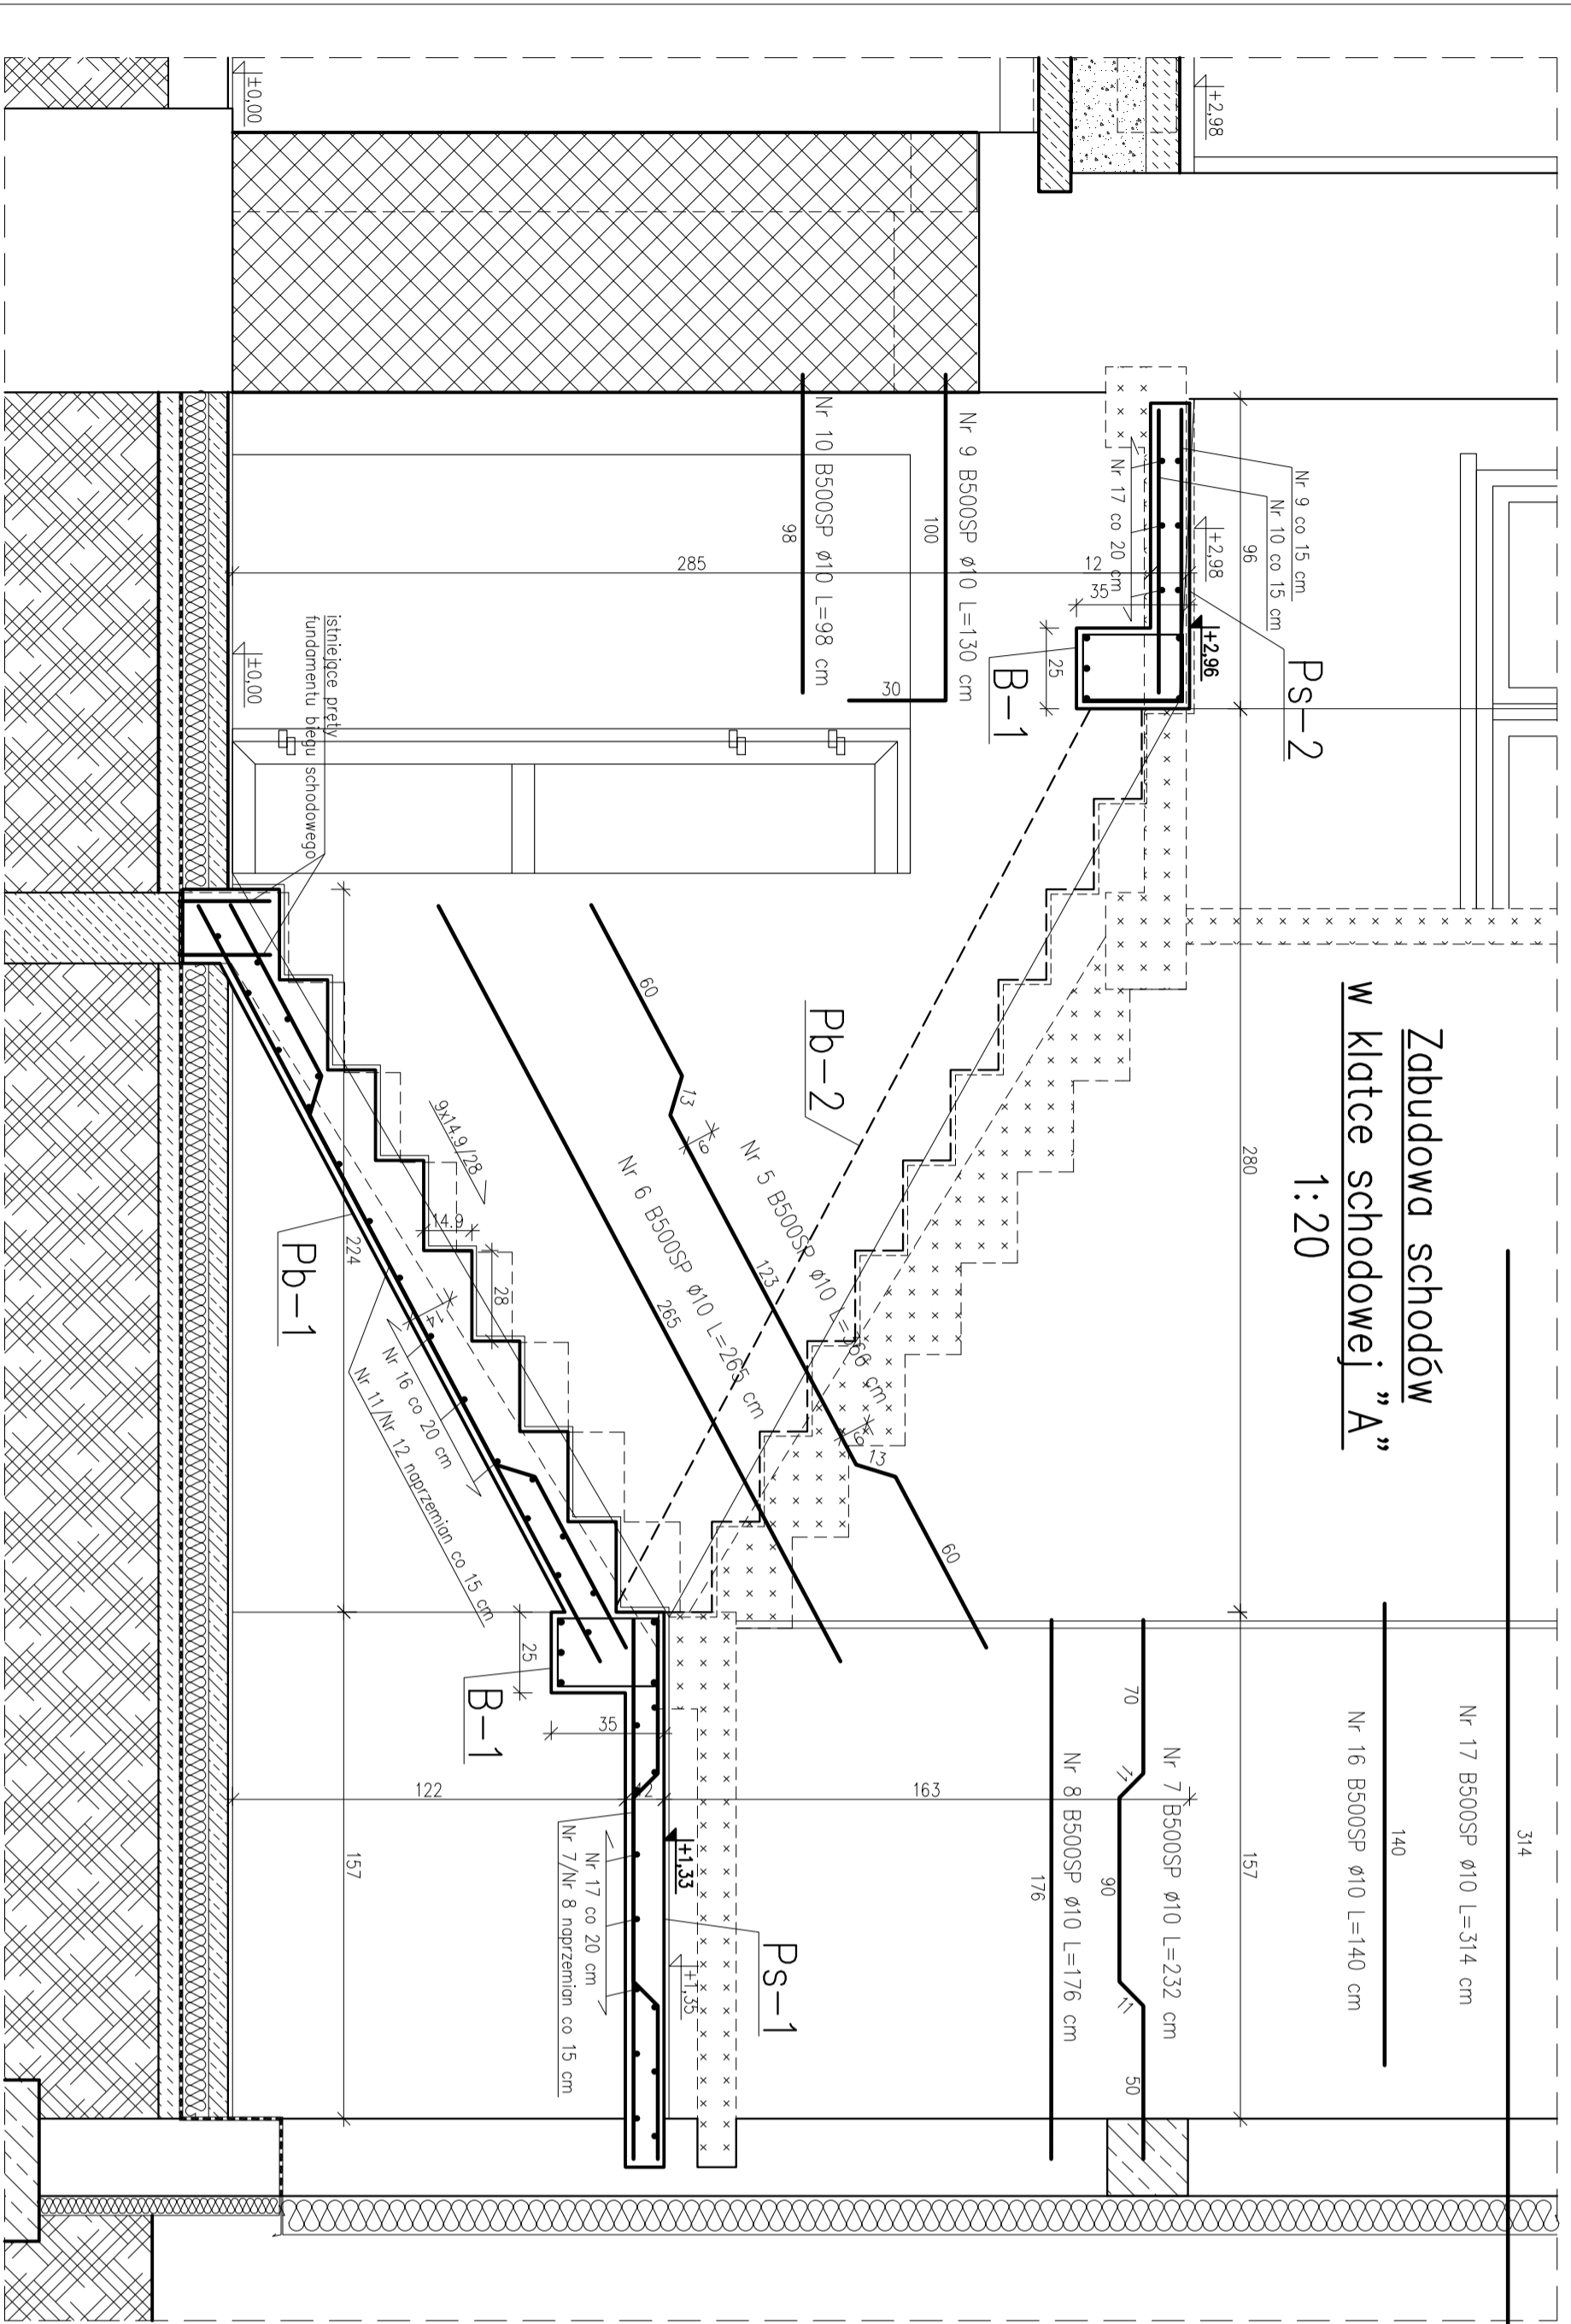 Zabudowa schodów
w klatce schodowej "A"
1:20
+2,98
±0,00
Nr 9 co 15 cm
Nr 10 co 15 cm
96
+2,98
+2,96
Ps-2
12
35
Nr 17 co 20 cm
25
B-1
285
Nr 9 B500SP ø10 L=130 cm
100
30
Nr 10 B500SP ø10 L=98 cm
98
±0,00
istniejące pręty
fundamentu biegu schodowego
280
Pb-2
60
13
6
Nr 5 B500SP ø10 L=266 cm
123
6
13
60
Nr 6 B500SP ø10 L=265 cm
265
9x14.9/28
14.9
28
224
Pb-1
14
Nr 16 co 20 cm
Nr 11/Nr 12 naprzemian co 15 cm
25
B-1
35
122
12
163
Nr 17 B500SP ø10 L=314 cm
314
Nr 16 B500SP ø10 L=140 cm
140
157
Nr 7 B500SP ø10 L=232 cm
70
11
90
11
50
Nr 8 B500SP ø10 L=176 cm
176
Ps-1
+1,33
+1,35
Nr 17 co 20 cm
Nr 7/Nr 8 naprzemian co 15 cm
157